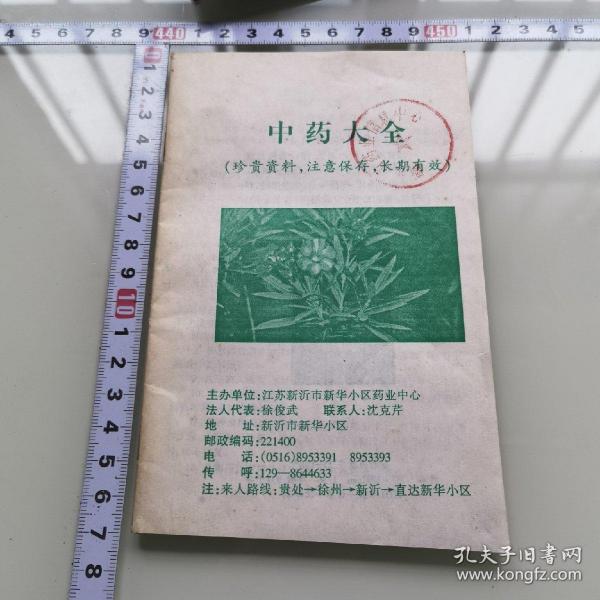 中药大全
(珍贵资料,注意保存,长期有效)
主办单位:江苏新沂市新华小区药业中心
法人代表:徐俊武 联系人:沈克芹
地 址:新沂市新华小区
邮政编码:221400
电 话:(0516)8953391 8953393
传 呼:129—8644633
注:来人路线:贵处→徐州→新沂→直达新华小区
孔夫子旧书网
www.kongfz.com